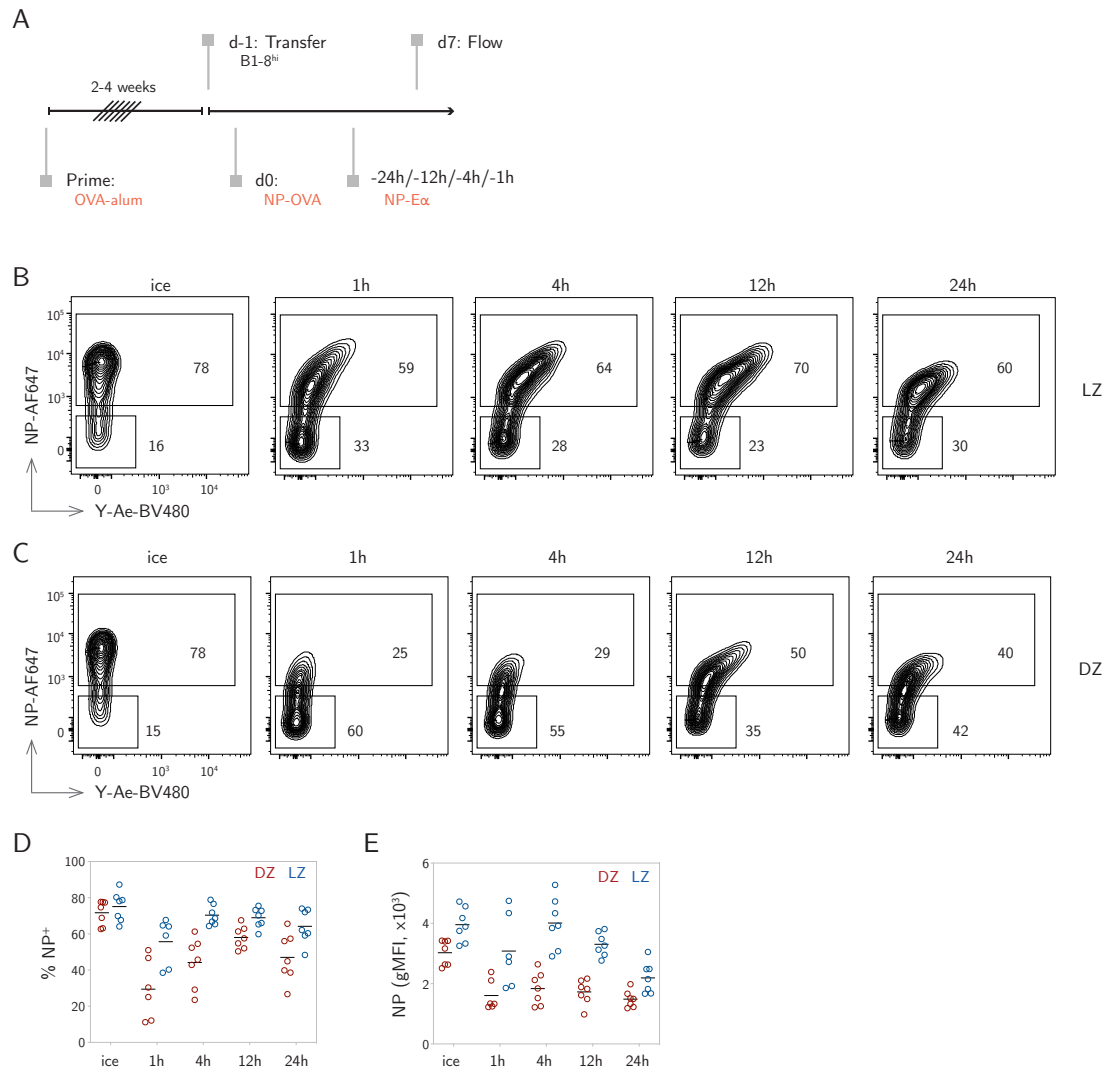 A
d-1: Transfer
B1-8ʰⁱ
d7: Flow
2-4 weeks
Prime:
OVA-alum
d0:
NP-OVA
-24h/-12h/-4h/-1h
NP-Eα
B
ice
1h
4h
12h
24h
NP-AF647
10⁵
10⁴
10³
0
78
16
59
33
64
28
70
23
60
30
LZ
0
10³
10⁴
Y-Ae-BV480
C
ice
1h
4h
12h
24h
NP-AF647
10⁵
10⁴
10³
0
78
15
25
60
29
55
50
35
40
42
DZ
0
10³
10⁴
Y-Ae-BV480
D
DZ LZ
% NP⁺
100
80
60
40
20
0
ice 1h 4h 12h 24h
E
DZ LZ
NP (gMFI, x10³)
6
4
2
0
ice 1h 4h 12h 24h